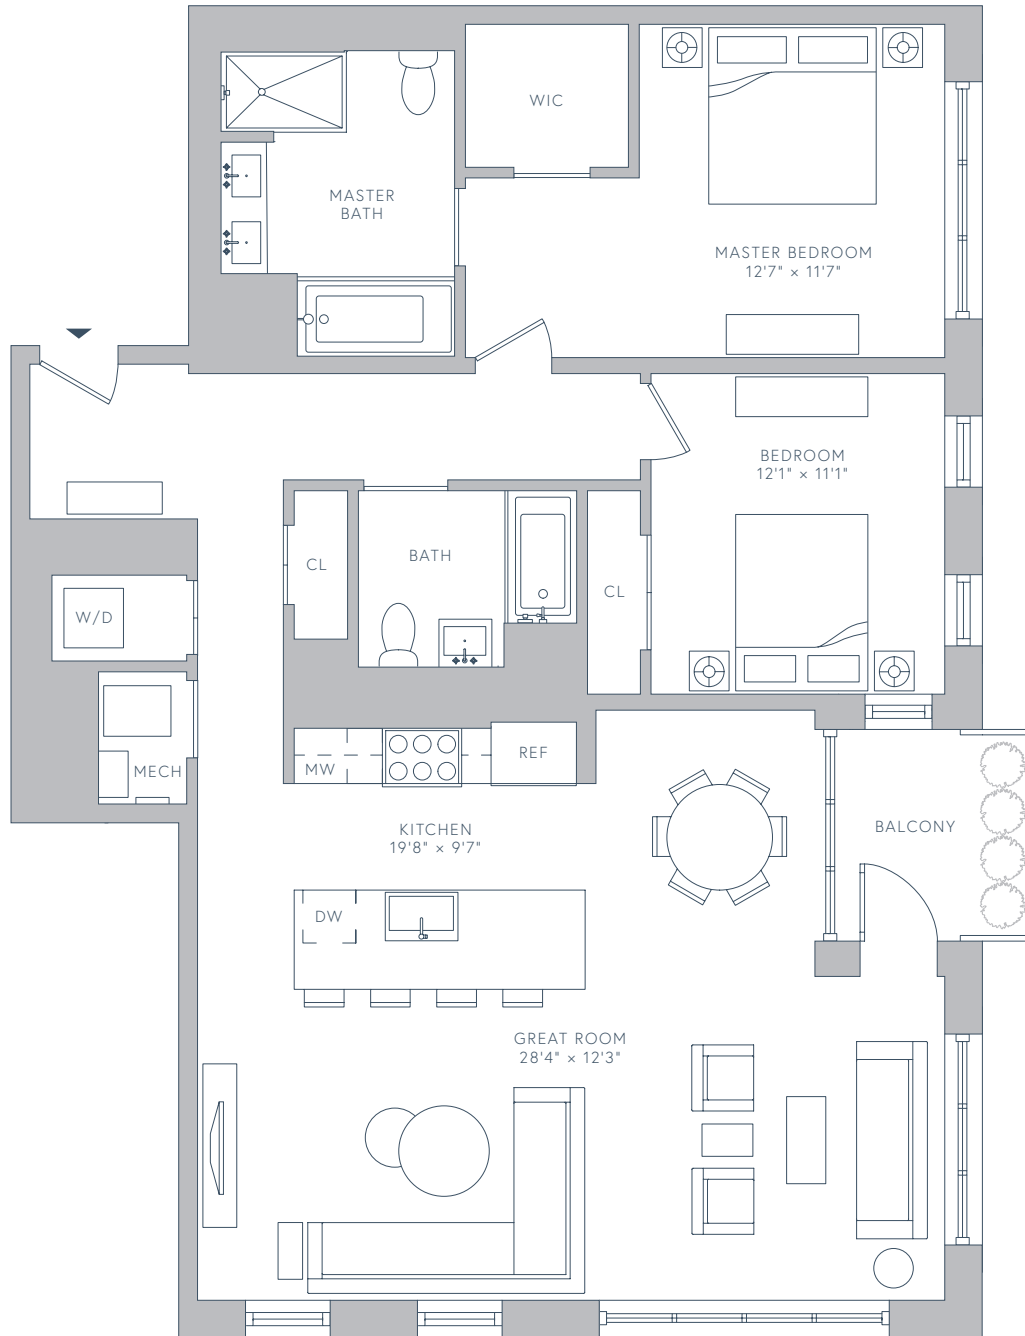 WIC
MASTER
BATH
MASTER BEDROOM
12'7" × 11'7"
BEDROOM
12'1" × 11'1"
BATH
CL
CL
W/D
REF
MW
MECH
KITCHEN
19'8" × 9'7"
BALCONY
DW
GREAT ROOM
28'4" × 12'3"